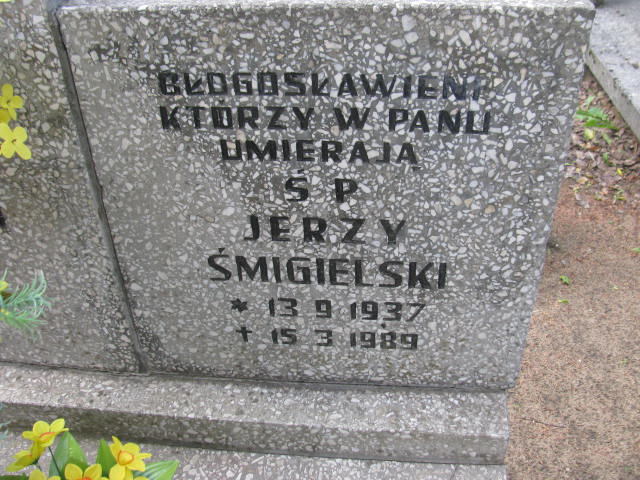 BŁOGOSŁAWIENI
KTÓRZY W PANU
UMIERAJĄ
Ś P
JERZY
ŚMIGIELSKI
* 13 9 1937
† 15 3 1989